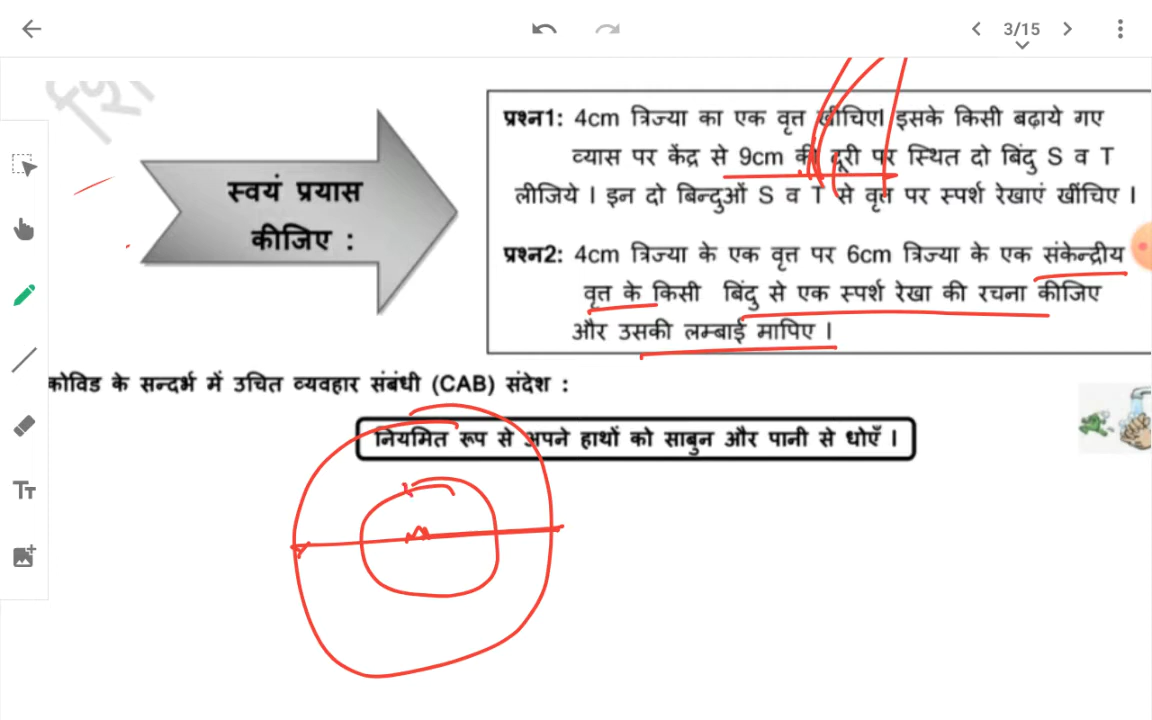 3/15
शि
स्वयं प्रयास
कीजिए :
प्रश्न1: 4cm त्रिज्या का एक वृत्त खींचिए। इसके किसी बढ़ाये गए
व्यास पर केंद्र से 9cm की दूरी पर स्थित दो बिंदु S व T
लीजिये । इन दो बिन्दुओं S व T से वृत्त पर स्पर्श रेखाएं खींचिए ।
प्रश्न2: 4cm त्रिज्या के एक वृत्त पर 6cm त्रिज्या के एक संकेन्द्रीय
वृत्त के किसी बिंदु से एक स्पर्श रेखा की रचना कीजिए
और उसकी लम्बाई मापिए ।
कोविड के सन्दर्भ में उचित व्यवहार संबंधी (CAB) संदेश :
नियमित रूप से अपने हाथों को साबुन और पानी से धोएँ ।
Tт